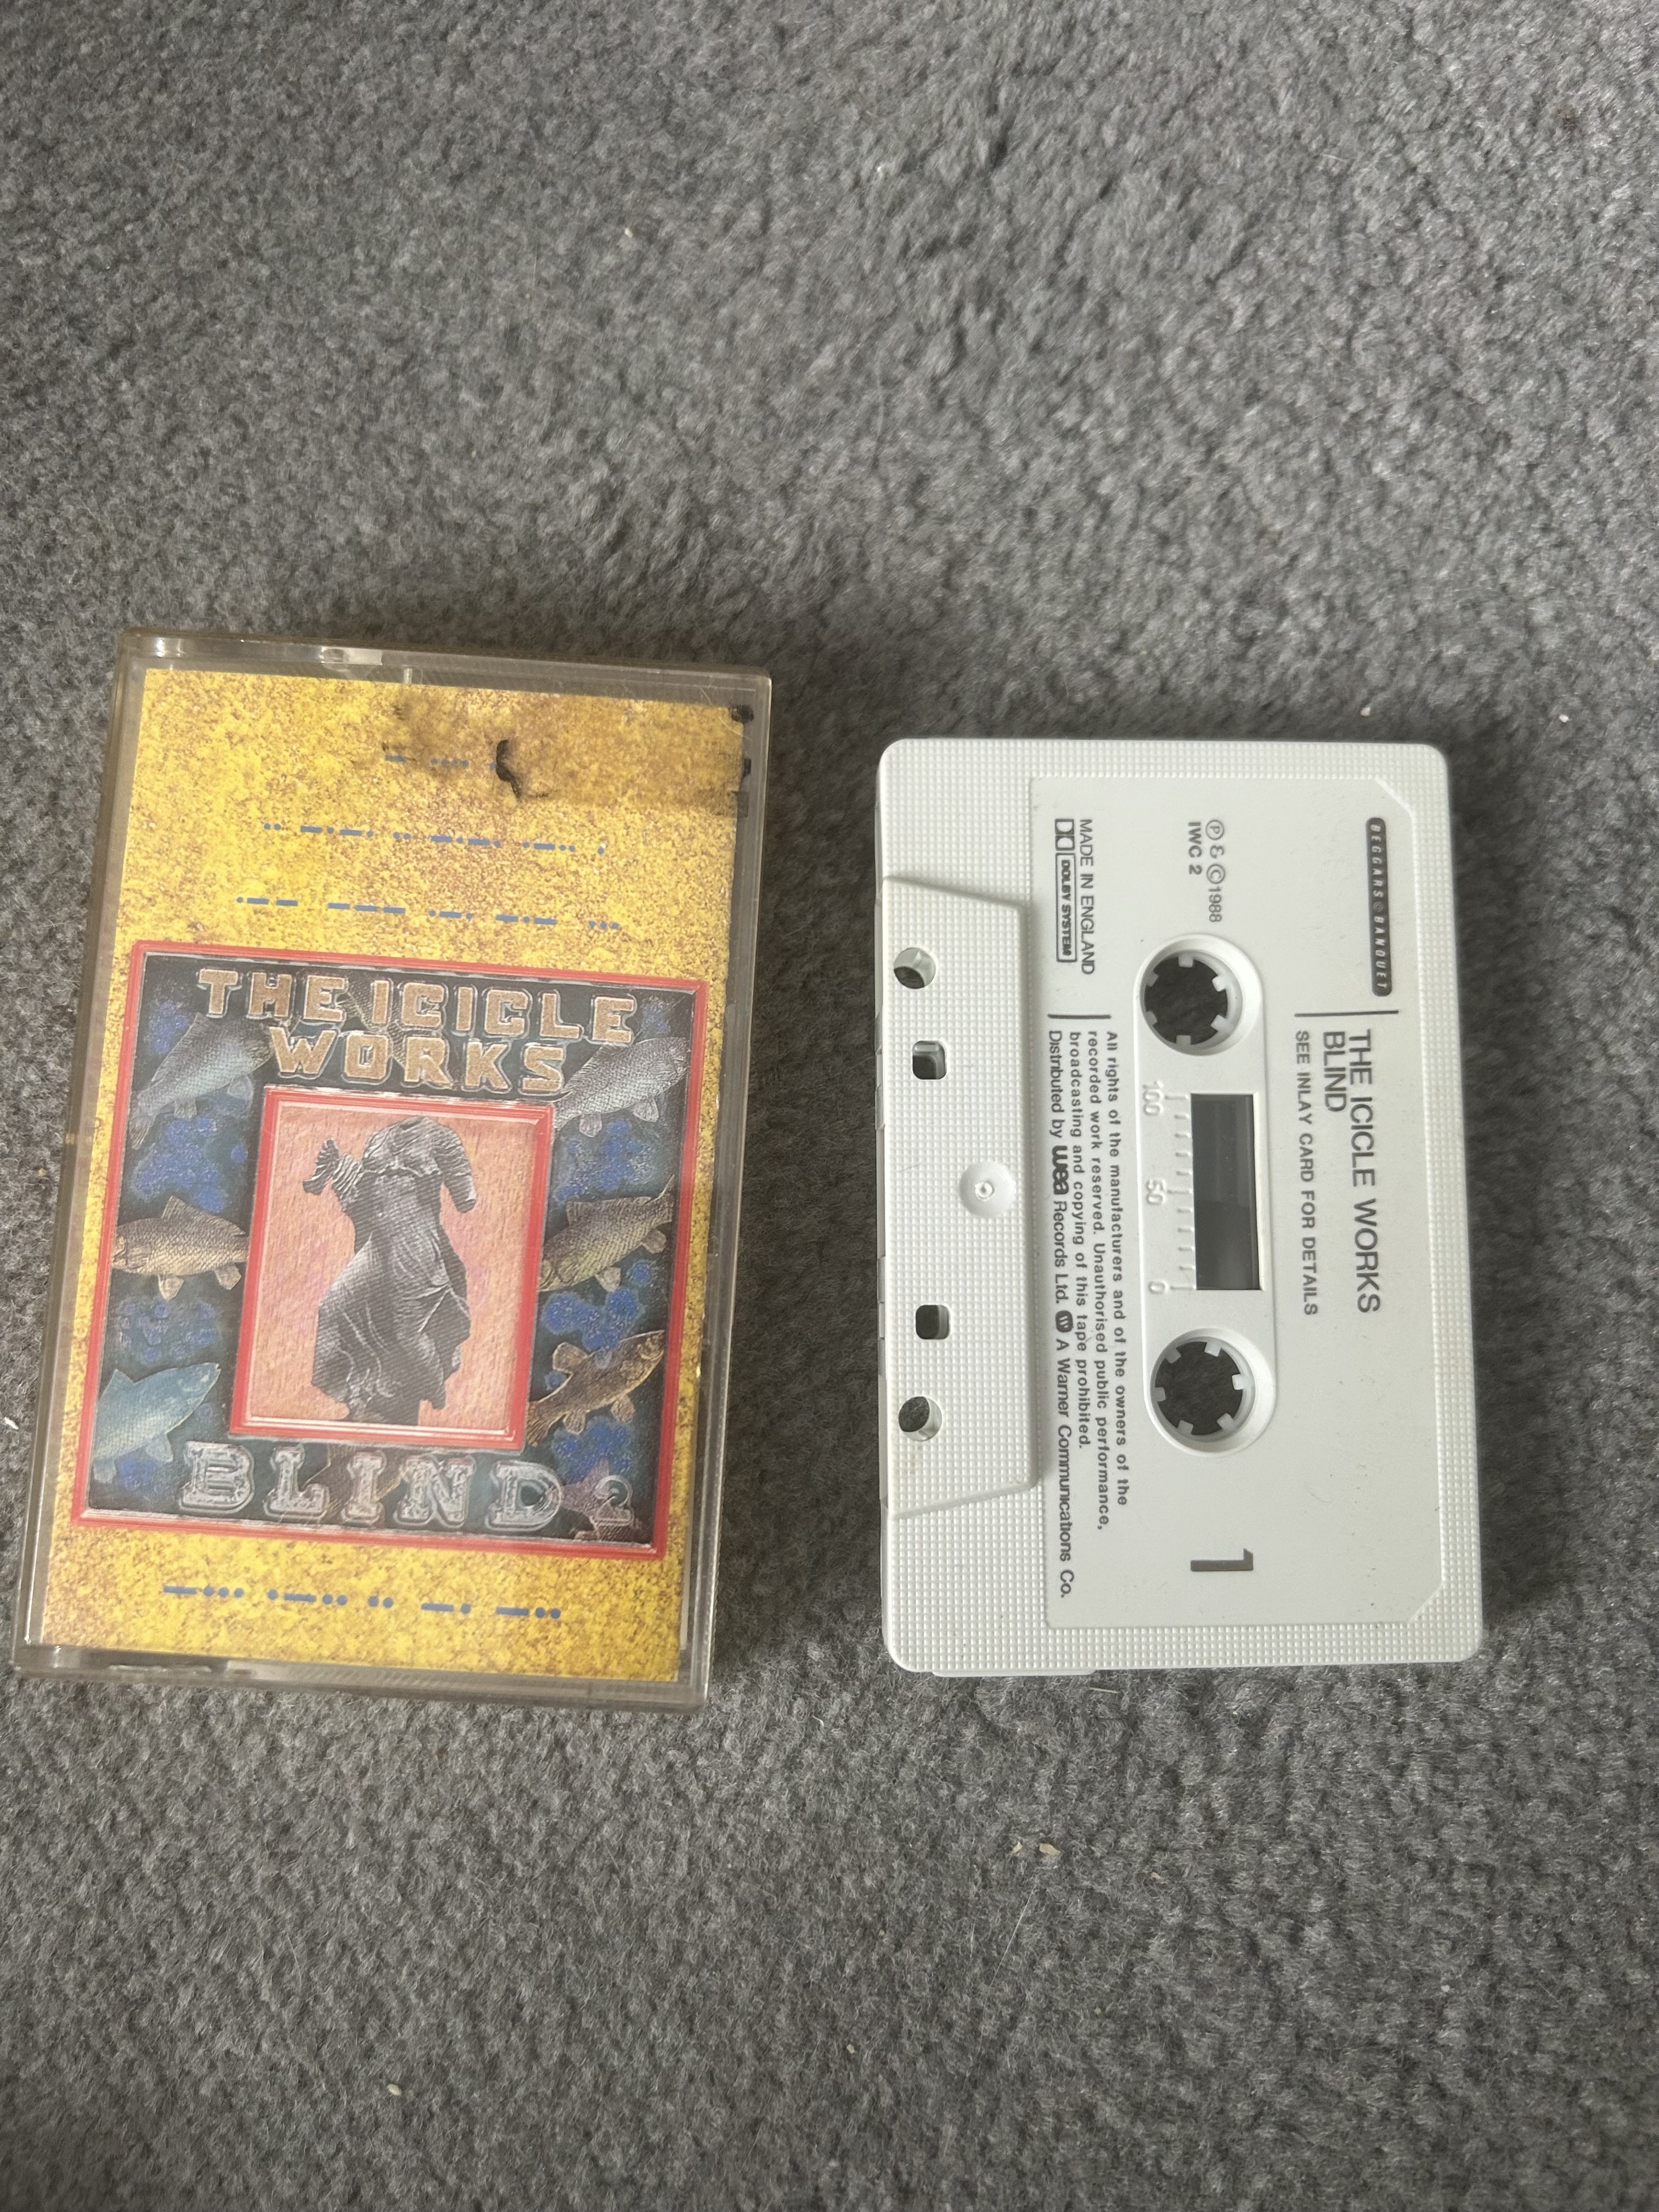 THE ICICLE
WORKS
BLIND
BEGGARS BANQUET
THE ICICLE WORKS
BLIND
SEE INLAY CARD FOR DETAILS
Ⓟ & ©1988
IWC 2
100 50 0
1
MADE IN ENGLAND
DOLBY SYSTEM
All rights of the manufacturers and of the owners of the
recorded work reserved. Unauthorised public performance,
broadcasting and copying of this tape prohibited.
Distributed by wea Records Ltd. A Warner Communications Co.